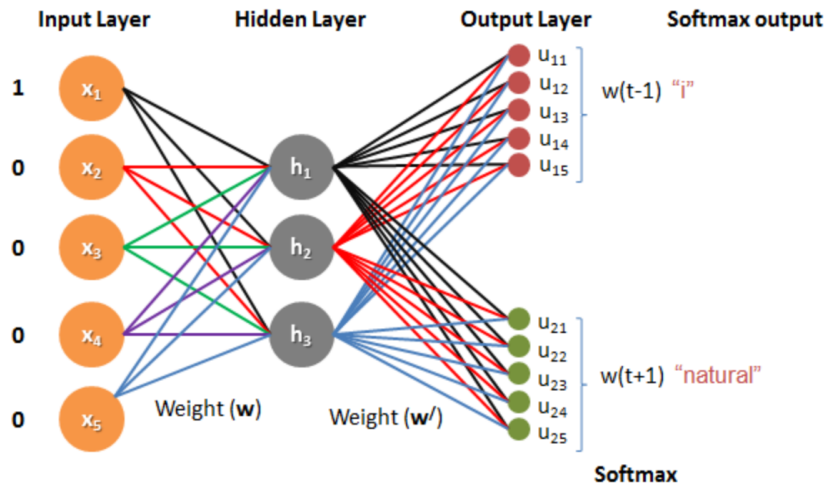 Input Layer Hidden Layer Output Layer Softmax output
1 x1
0 x2
0 x3
0 x4
0 x5
h1
h2
h3
u11
u12
u13
u14
u15
w(t-1) "i"
u21
u22
u23
u24
u25
w(t+1) "natural"
Weight (w)
Weight (w/)
Softmax